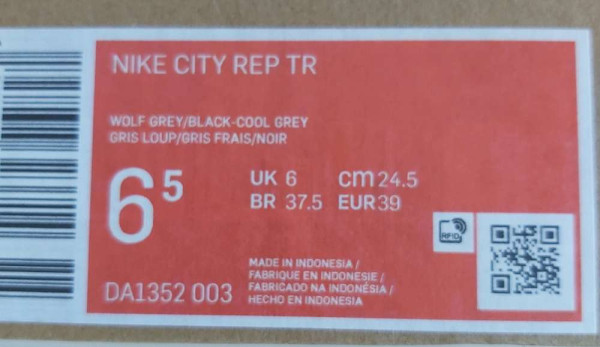 NIKE CITY REP TR
WOLF GREY/BLACK-COOL GREY
GRIS LOUP/GRIS FRAIS/NOIR
6⁵
UK 6 cm 24.5
BR 37.5 EUR 39
RFID
MADE IN INDONESIA /
FABRIQUE EN INDONESIE /
FABRICADO NA INDONÉSIA /
HECHO EN INDONESIA
DA1352 003